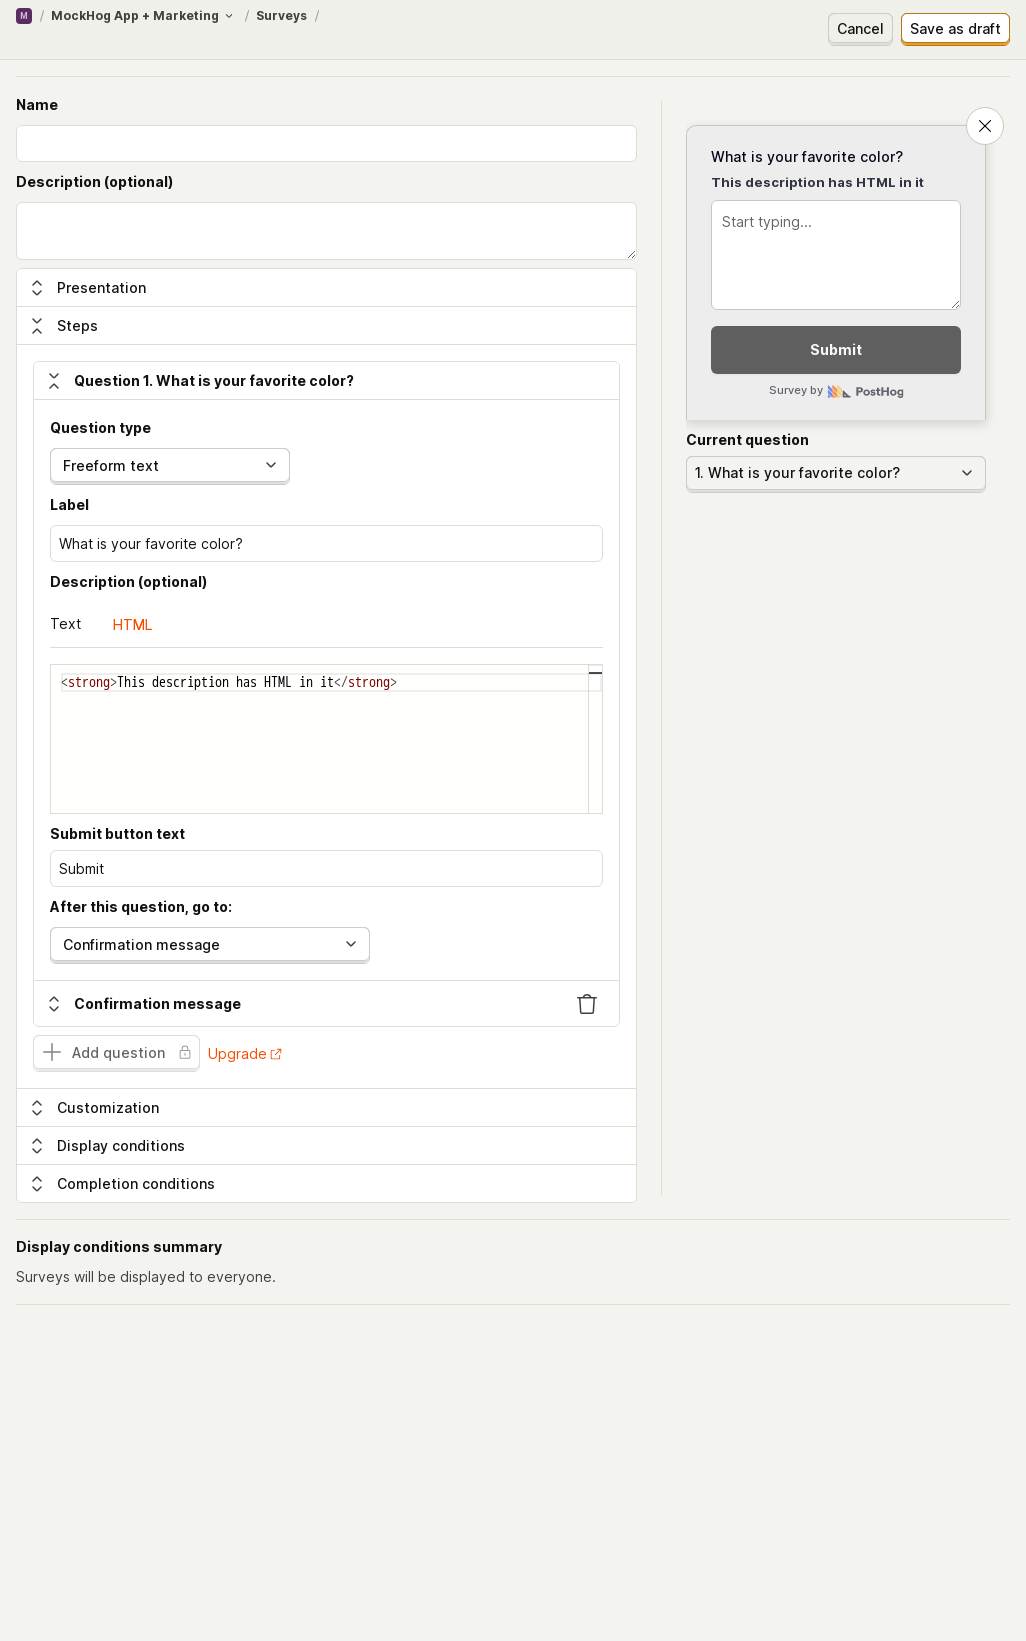 M / MockHog App + Marketing / Surveys /
Cancel
Save as draft
Name
Description (optional)
Presentation
Steps
Question 1. What is your favorite color?
Question type
Freeform text
Label
What is your favorite color?
Description (optional)
Text
HTML
<strong>This description has HTML in it</strong>
Submit button text
Submit
After this question, go to:
Confirmation message
Confirmation message
Add question
Upgrade
Customization
Display conditions
Completion conditions
What is your favorite color?
This description has HTML in it
Start typing...
Submit
Survey by PostHog
Current question
1. What is your favorite color?
Display conditions summary
Surveys will be displayed to everyone.